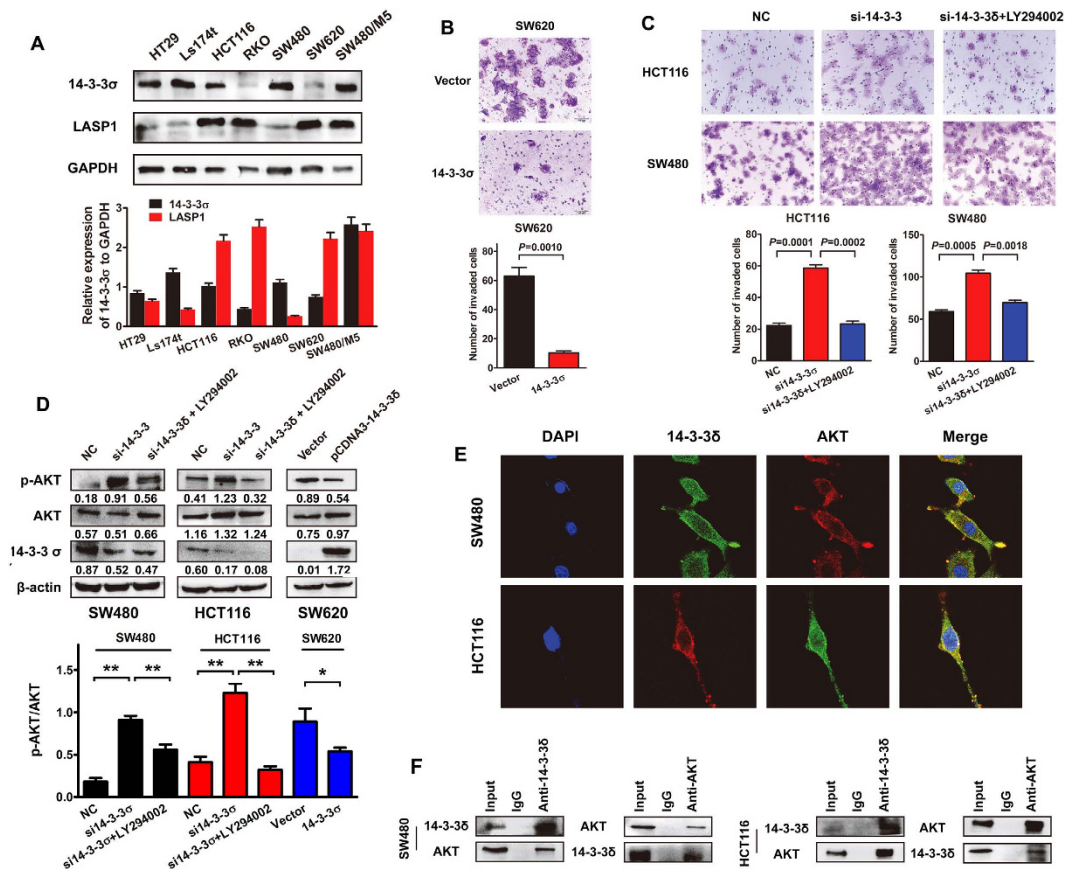 A
HT29
Ls174t
HCT116
RKO
SW480
SW620
SW480/M5
14-3-3σ
LASP1
GAPDH
Relative expression
of 14-3-3σ to GAPDH
14-3-3σ
LASP1
3
2
1
0
HT29
Ls174t
HCT116
RKO
SW480
SW620
SW480/M5
B
SW620
Vector
14-3-3σ
SW620
P=0.0010
Number of invaded cells
80
60
40
20
0
Vector
14-3-3σ
C
NC
si-14-3-3
si-14-3-3δ+LY294002
HCT116
SW480
HCT116
P=0.0001
P=0.0002
Number of invaded cells
80
60
40
20
0
NC
si14-3-3σ
si14-3-3δ+LY294002
SW480
P=0.0005
P=0.0018
Number of invaded cells
150
100
50
0
NC
si14-3-3σ
si14-3-3δ+LY294002
D
NC
si-14-3-3
si-14-3-3δ + LY294002
NC
si-14-3-3
si-14-3-3δ + LY294002
Vector
pCDNA3-14-3-3δ
p-AKT
0.18 0.91 0.56 0.41 1.23 0.32 0.89 0.54
AKT
0.57 0.51 0.66 1.16 1.32 1.24 0.75 0.97
14-3-3 σ
0.87 0.52 0.47 0.60 0.17 0.08 0.01 1.72
β-actin
SW480 HCT116 SW620
SW480 HCT116 SW620
** ** ** ** *
p-AKT/AKT
1.5
1.0
0.5
0.0
NC
si14-3-3σ
si14-3-3σ+LY294002
NC
si14-3-3σ
si14-3-3σ+LY294002
Vector
14-3-3σ
E
DAPI 14-3-3δ AKT Merge
SW480
HCT116
F
SW480
Input
IgG
Anti-14-3-3δ
14-3-3δ
AKT
Input
IgG
Anti-AKT
AKT
14-3-3δ
HCT116
Input
IgG
Anti-14-3-3δ
14-3-3δ
AKT
Input
IgG
Anti-AKT
AKT
14-3-3δ